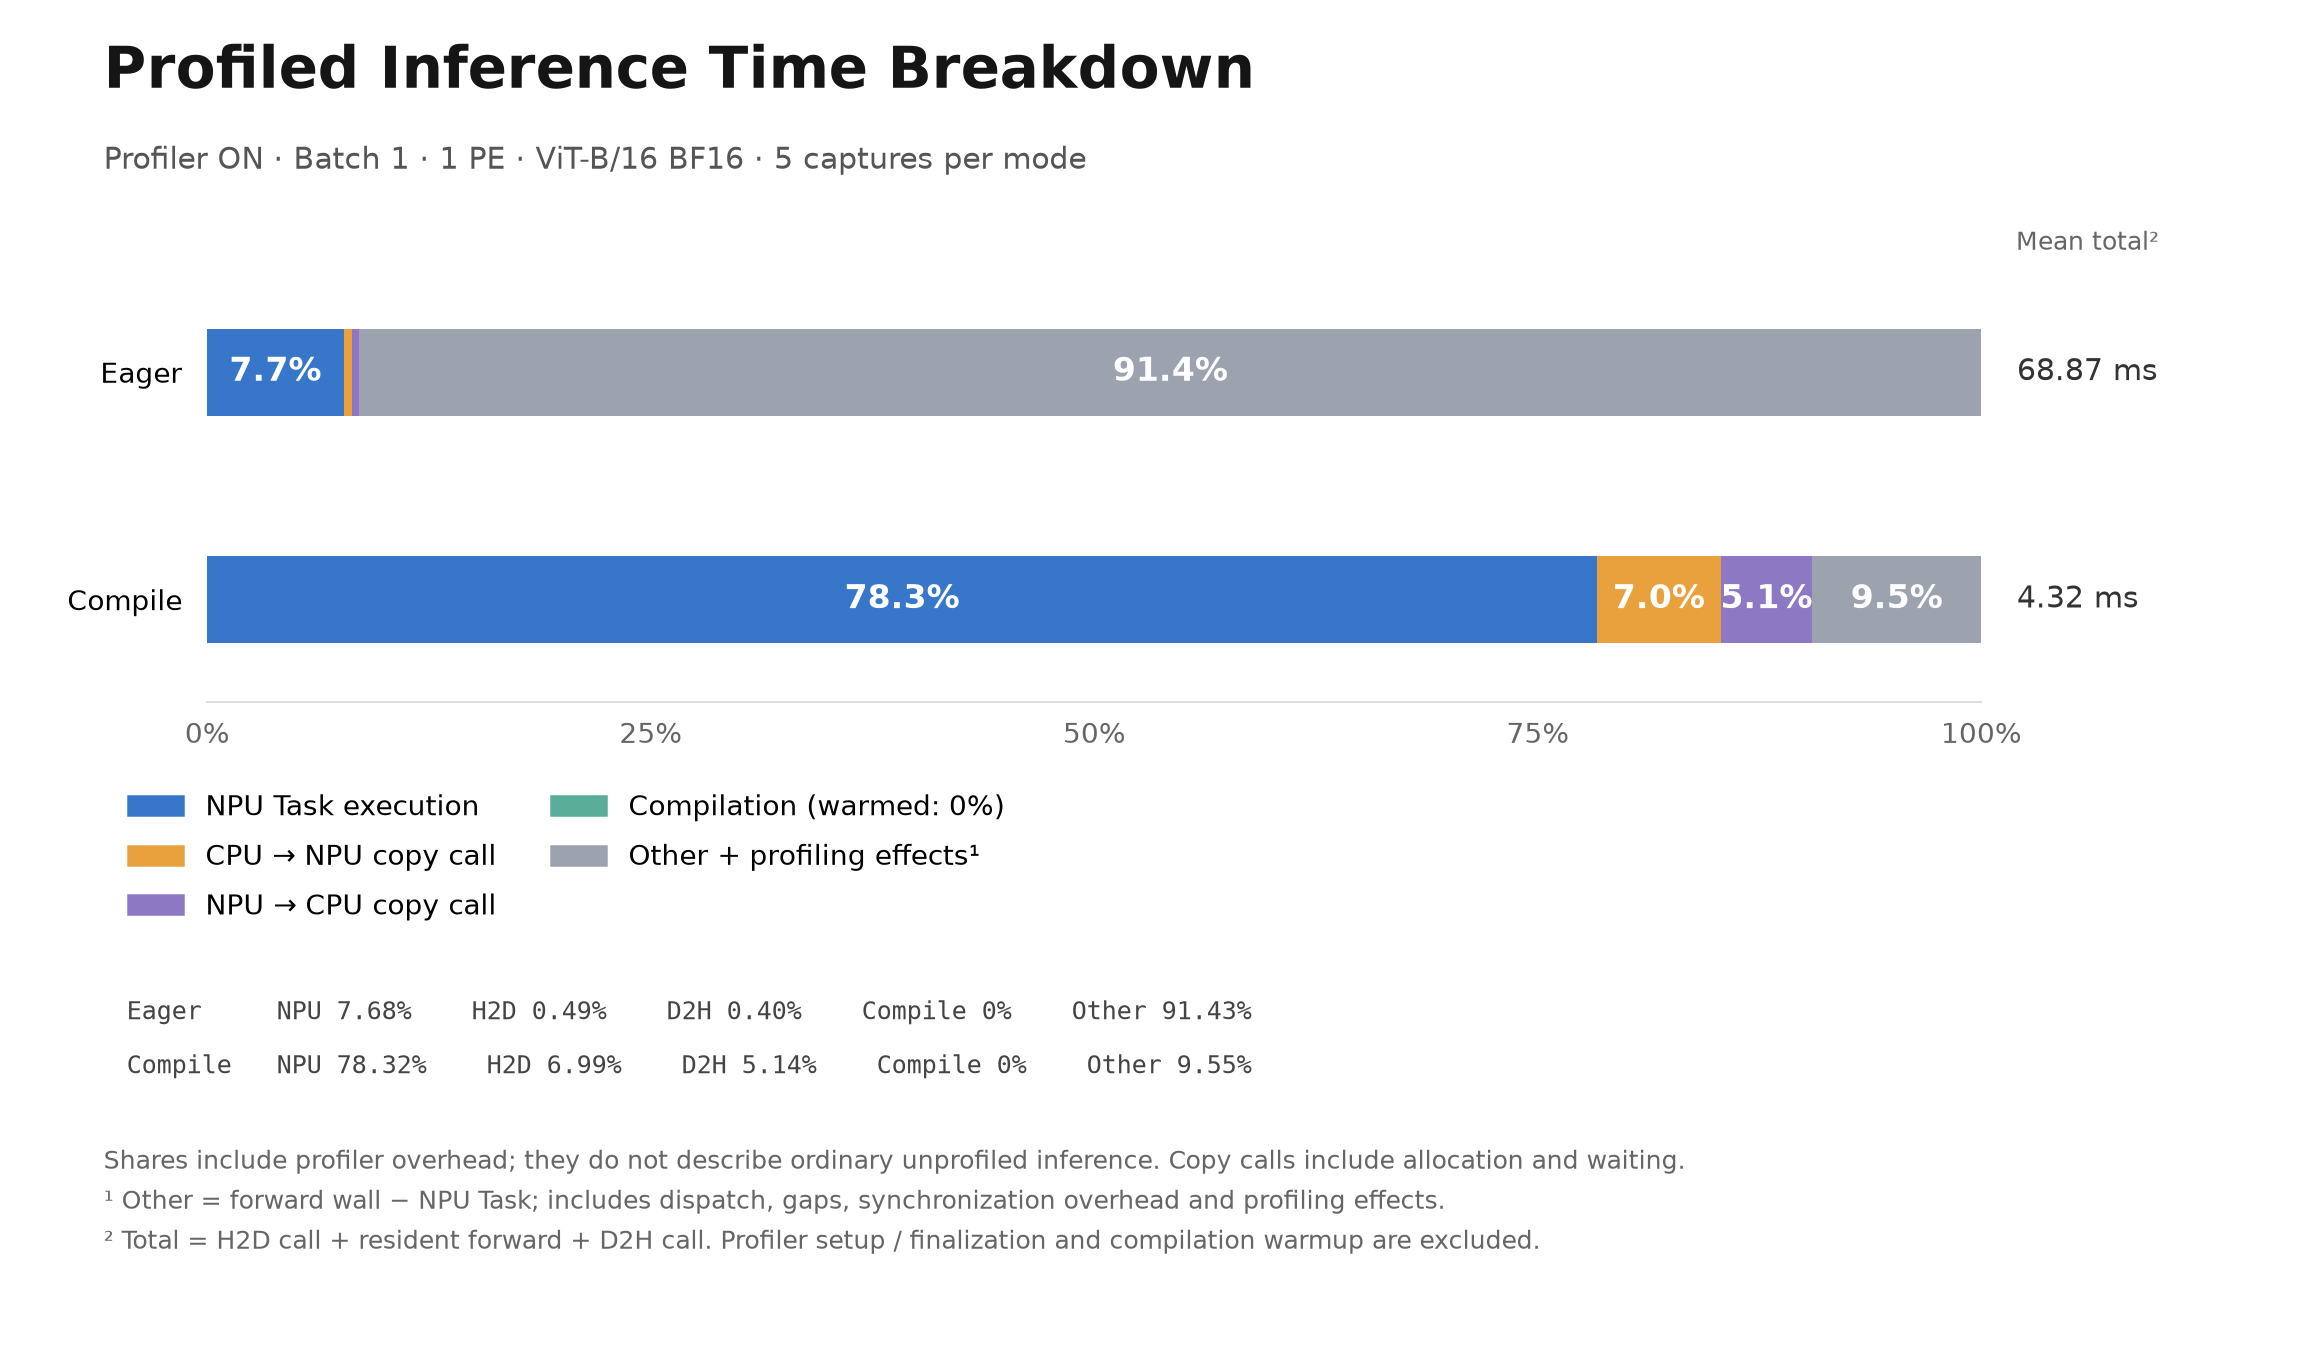 Profiled Inference Time Breakdown
Profiler ON · Batch 1 · 1 PE · ViT-B/16 BF16 · 5 captures per mode
Mean total²
Eager 7.7% 91.4% 68.87 ms
Compile 78.3% 7.0% 5.1% 9.5% 4.32 ms
0% 25% 50% 75% 100%
NPU Task execution Compilation (warmed: 0%)
CPU → NPU copy call Other + profiling effects¹
NPU → CPU copy call
Eager NPU 7.68% H2D 0.49% D2H 0.40% Compile 0% Other 91.43%
Compile NPU 78.32% H2D 6.99% D2H 5.14% Compile 0% Other 9.55%
Shares include profiler overhead; they do not describe ordinary unprofiled inference. Copy calls include allocation and waiting.
¹ Other = forward wall − NPU Task; includes dispatch, gaps, synchronization overhead and profiling effects.
² Total = H2D call + resident forward + D2H call. Profiler setup / finalization and compilation warmup are excluded.